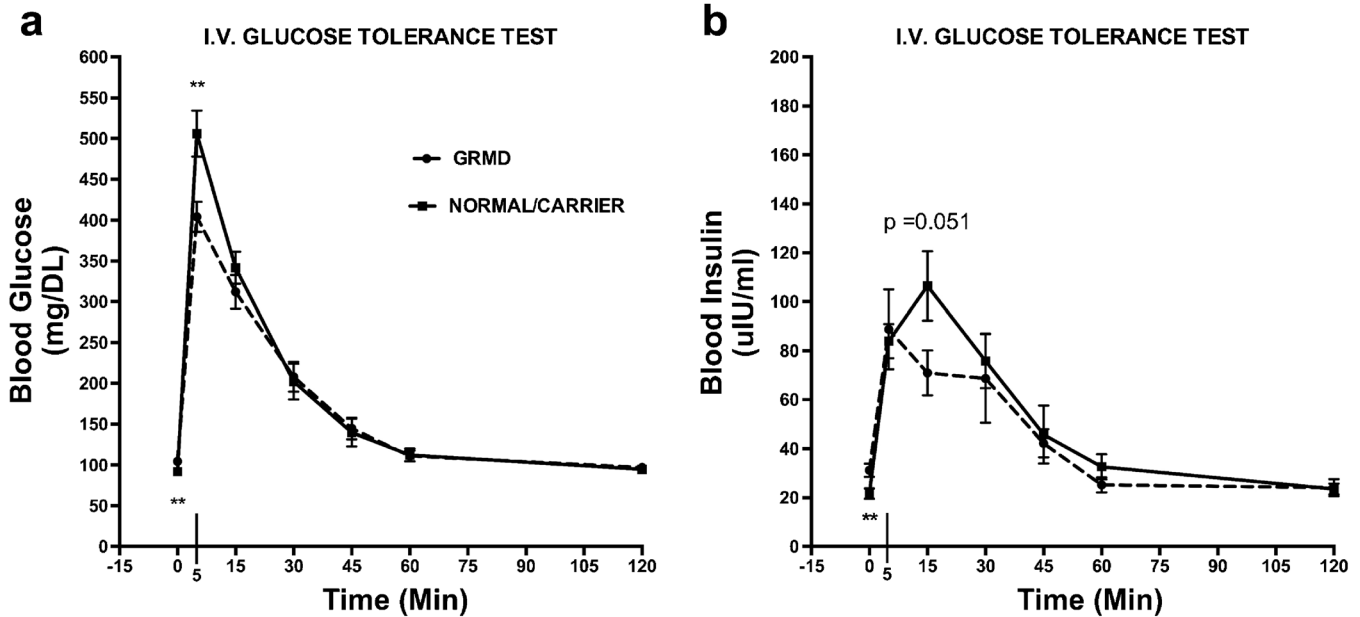 a
I.V. GLUCOSE TOLERANCE TEST
600
550
500
450
400
350
300
250
200
150
100
50
0
Blood Glucose
(mg/DL)
**
**
GRMD
NORMAL/CARRIER
-15 0 5 15 30 45 60 75 90 105 120
Time (Min)
b
I.V. GLUCOSE TOLERANCE TEST
200
180
160
140
120
100
80
60
40
20
0
Blood Insulin
(uIU/ml)
p =0.051
**
-15 0 5 15 30 45 60 75 90 105 120
Time (Min)